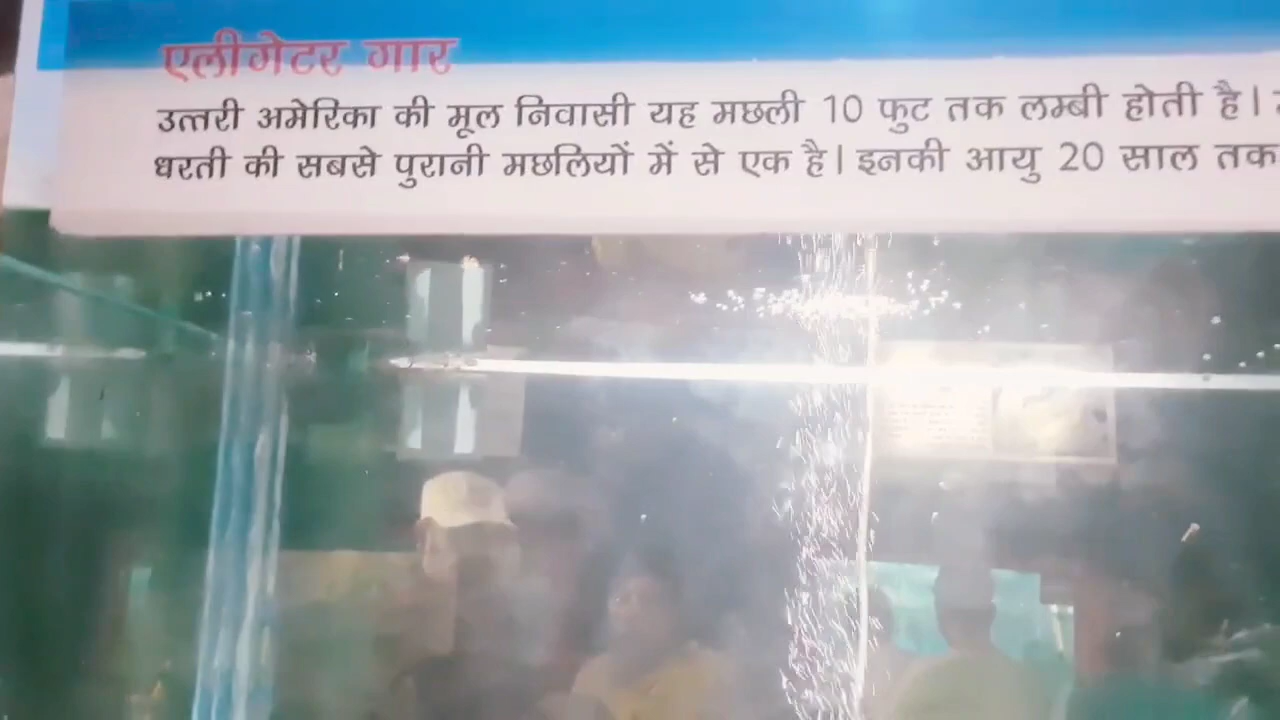 एलीगेटर गार
उत्तरी अमेरिका की मूल निवासी यह मछली 10 फुट तक लम्बी होती है।
धरती की सबसे पुरानी मछलियों में से एक है। इनकी आयु 20 साल तक